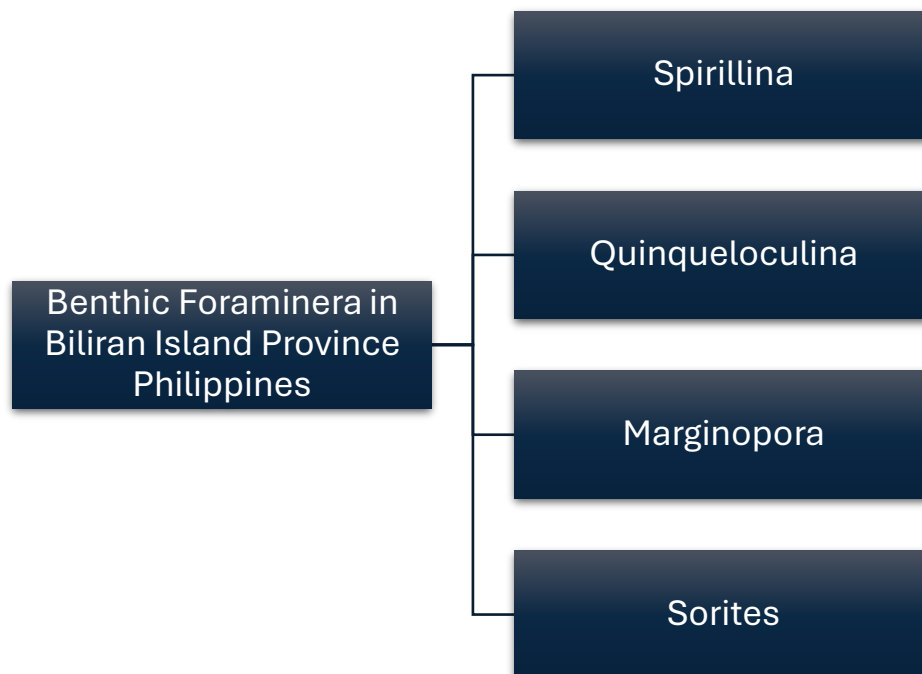 Spirillina
Quinqueloculina
Benthic Foraminera in
Biliran Island Province
Philippines
Marginopora
Sorites